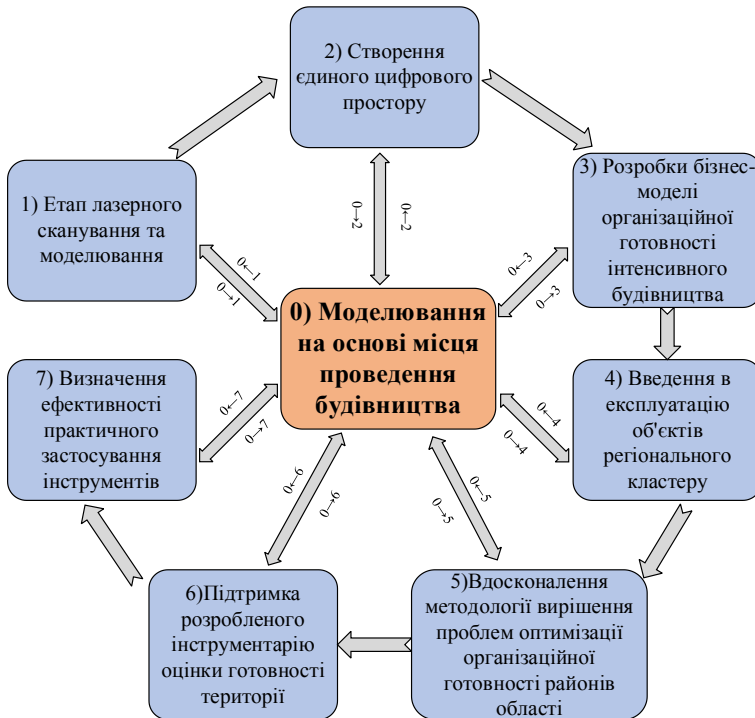 2) Створення
єдиного цифрового
простору
1) Етап лазерного
сканування та
моделювання
3) Розробки бізнес-
моделі
організаційної
готовності
інтенсивного
будівництва
0→2
0←2
0←1
0→1
0←3
0→3
0) Моделювання
на основі місця
проведення
будівництва
7) Визначення
ефективності
практичного
застосування
інструментів
4) Введення в
експлуатацію
об'єктів
регіонального
кластеру
0←7
0→7
0←4
0→4
0←6
0→6
0←5
0→5
6)Підтримка
розробленого
інструментарію
оцінки готовності
території
5)Вдосконалення
методології вирішення
проблем оптимізації
організаційної
готовності районів
області